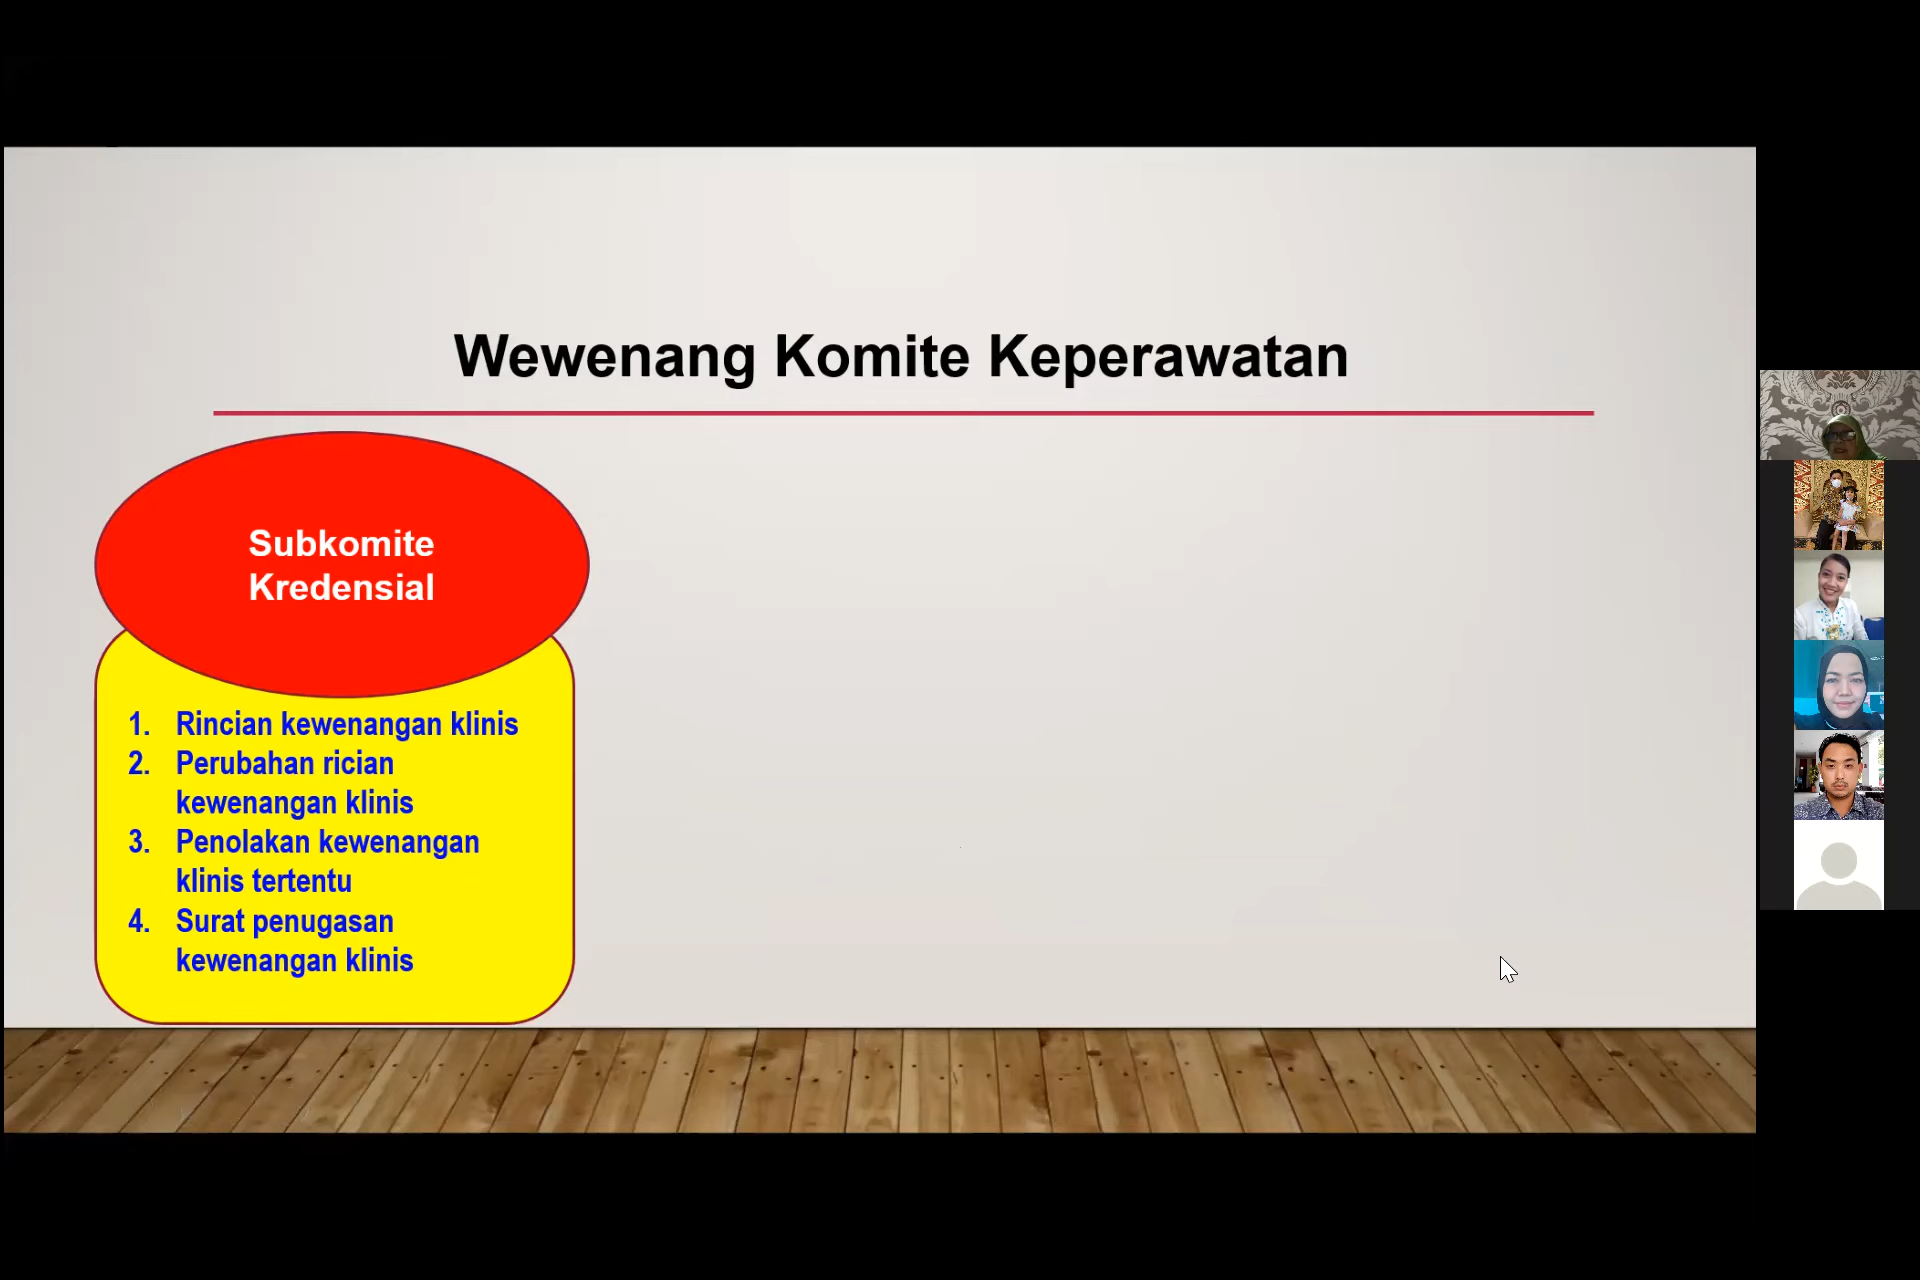 Wewenang Komite Keperawatan
Subkomite
Kredensial
1. Rincian kewenangan klinis
2. Perubahan rician
kewenangan klinis
3. Penolakan kewenangan
klinis tertentu
4. Surat penugasan
kewenangan klinis